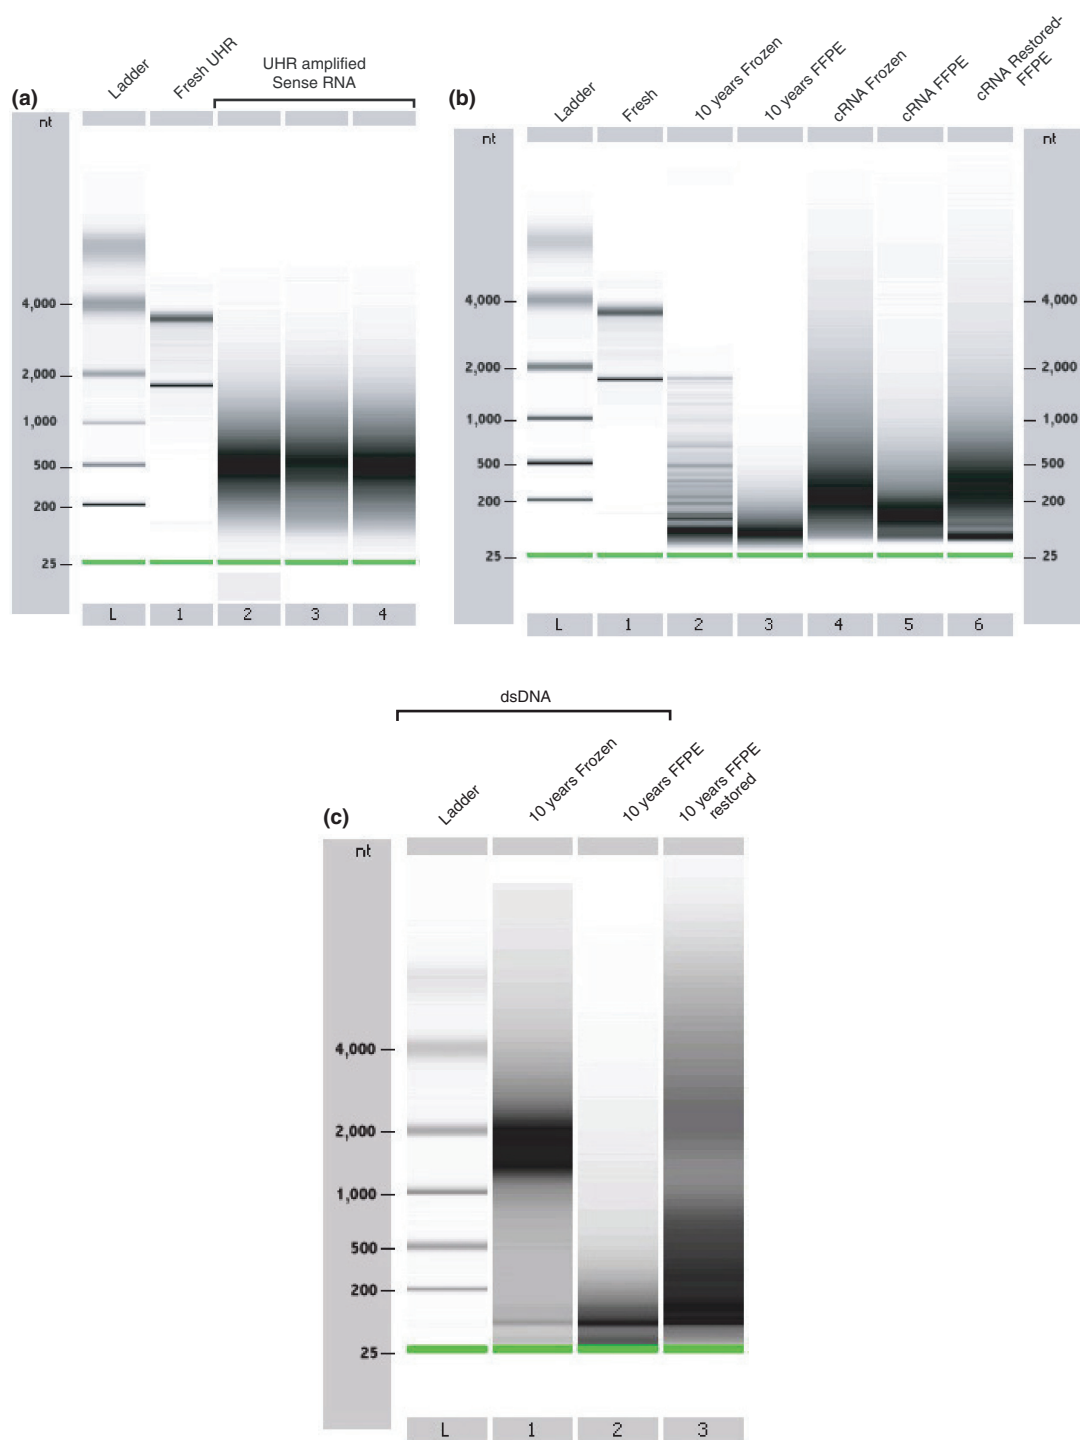 (a)
Ladder
Fresh UHR
UHR amplified
Sense RNA
nt
4,000
2,000
1,000
500
200
25
L 1 2 3 4
(b)
Ladder
Fresh
10 years Frozen
10 years FFPE
cRNA Frozen
cRNA FFPE
cRNA Restored-
FFPE
nt nt
4,000 4,000
2,000 2,000
1,000 1,000
500 500
200 200
25 25
L 1 2 3 4 5 6
dsDNA
(c)
Ladder
10 years Frozen
10 years FFPE
10 years FFPE
restored
nt
4,000
2,000
1,000
500
200
25
L 1 2 3